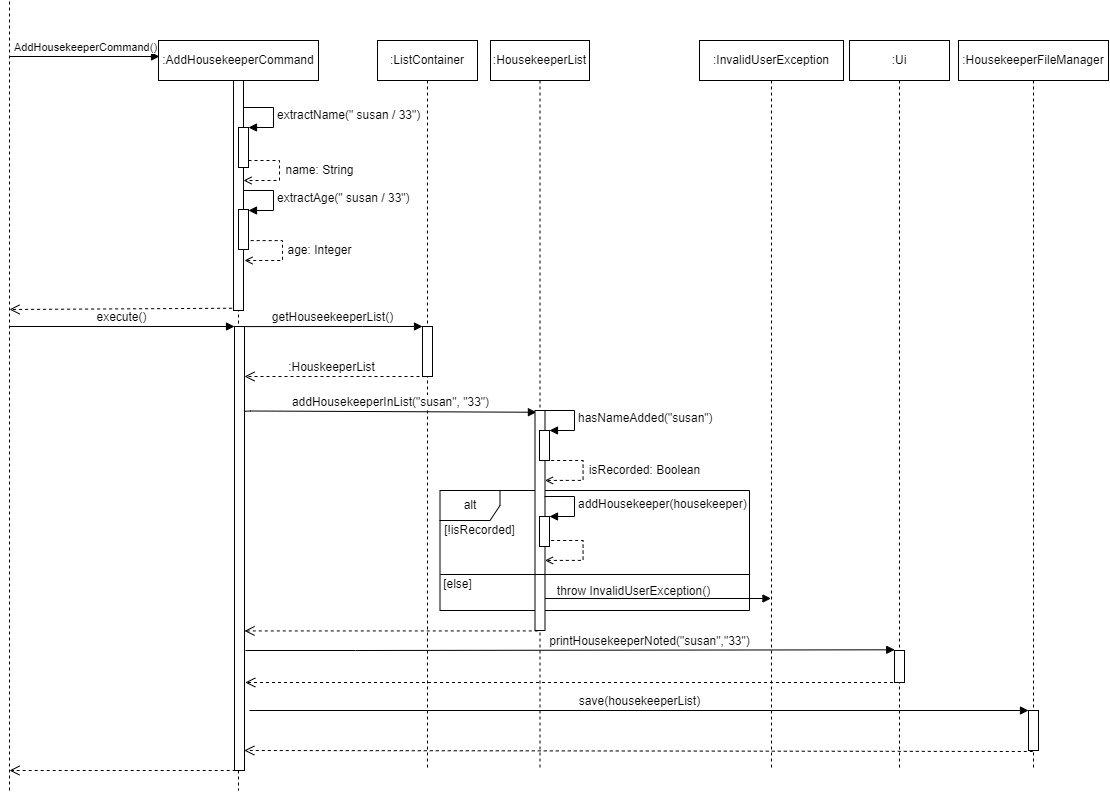 AddHousekeeperCommand()
:AddHousekeeperCommand
:ListContainer
:HousekeeperList
:InvalidUserException
:Ui
:HousekeeperFileManager
extractName(" susan / 33")
name: String
extractAge(" susan / 33")
age: Integer
execute()
getHouseekeeperList()
:HouskeeperList
addHousekeeperInList("susan", "33")
hasNameAdded("susan")
isRecorded: Boolean
alt
addHousekeeper(housekeeper)
[!isRecorded]
[else]
throw InvalidUserException()
printHousekeeperNoted("susan","33")
save(housekeeperList)